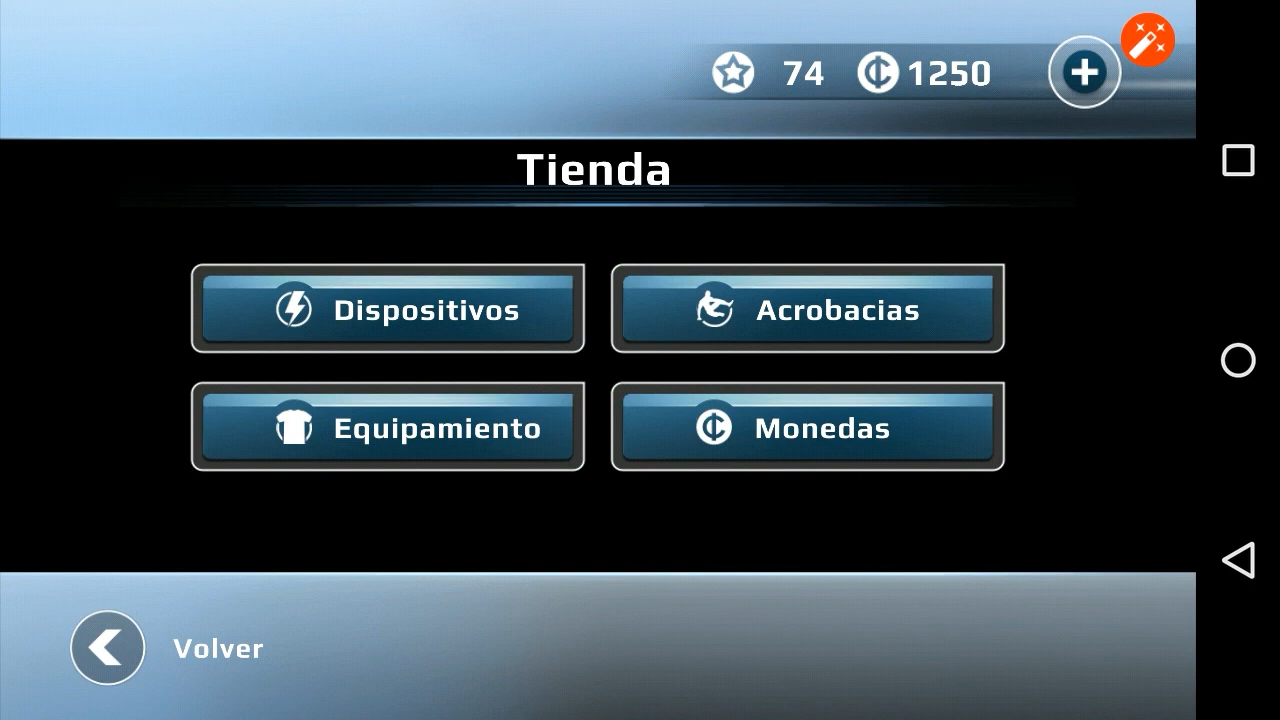 74 1250
Tienda
Dispositivos Acrobacias
Equipamiento Monedas
Volver